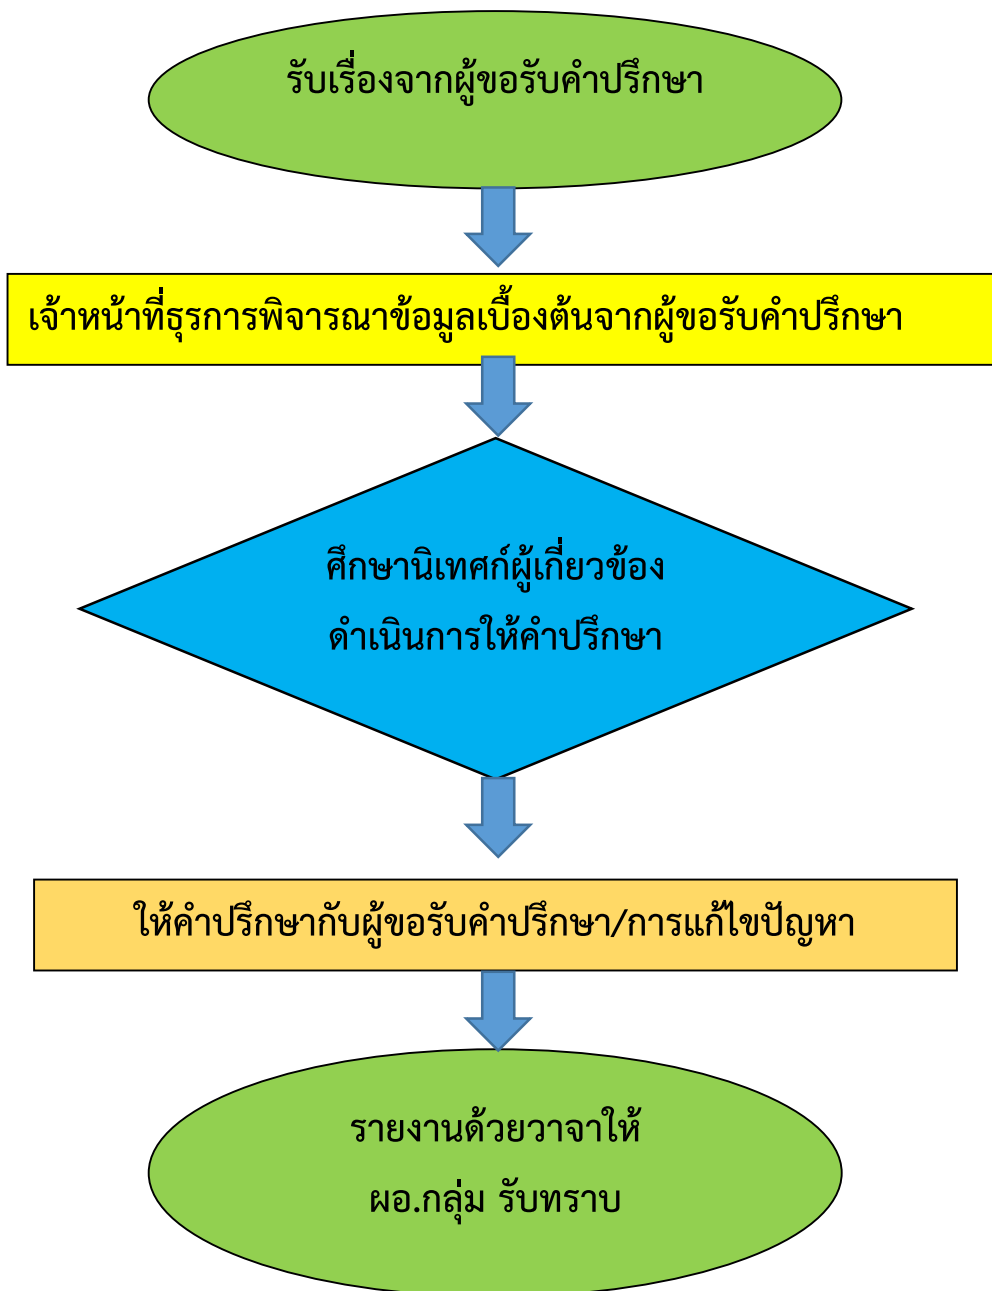 รับเรื่องจากผู้ขอรับคำปรึกษา
เจ้าหน้าที่ธุรการพิจารณาข้อมูลเบื้องต้นจากผู้ขอรับคำปรึกษา
ศึกษานิเทศก์ผู้เกี่ยวข้อง
ดำเนินการให้คำปรึกษา
ให้คำปรึกษากับผู้ขอรับคำปรึกษา/การแก้ไขปัญหา
รายงานด้วยวาจาให้
ผอ.กลุ่ม รับทราบ